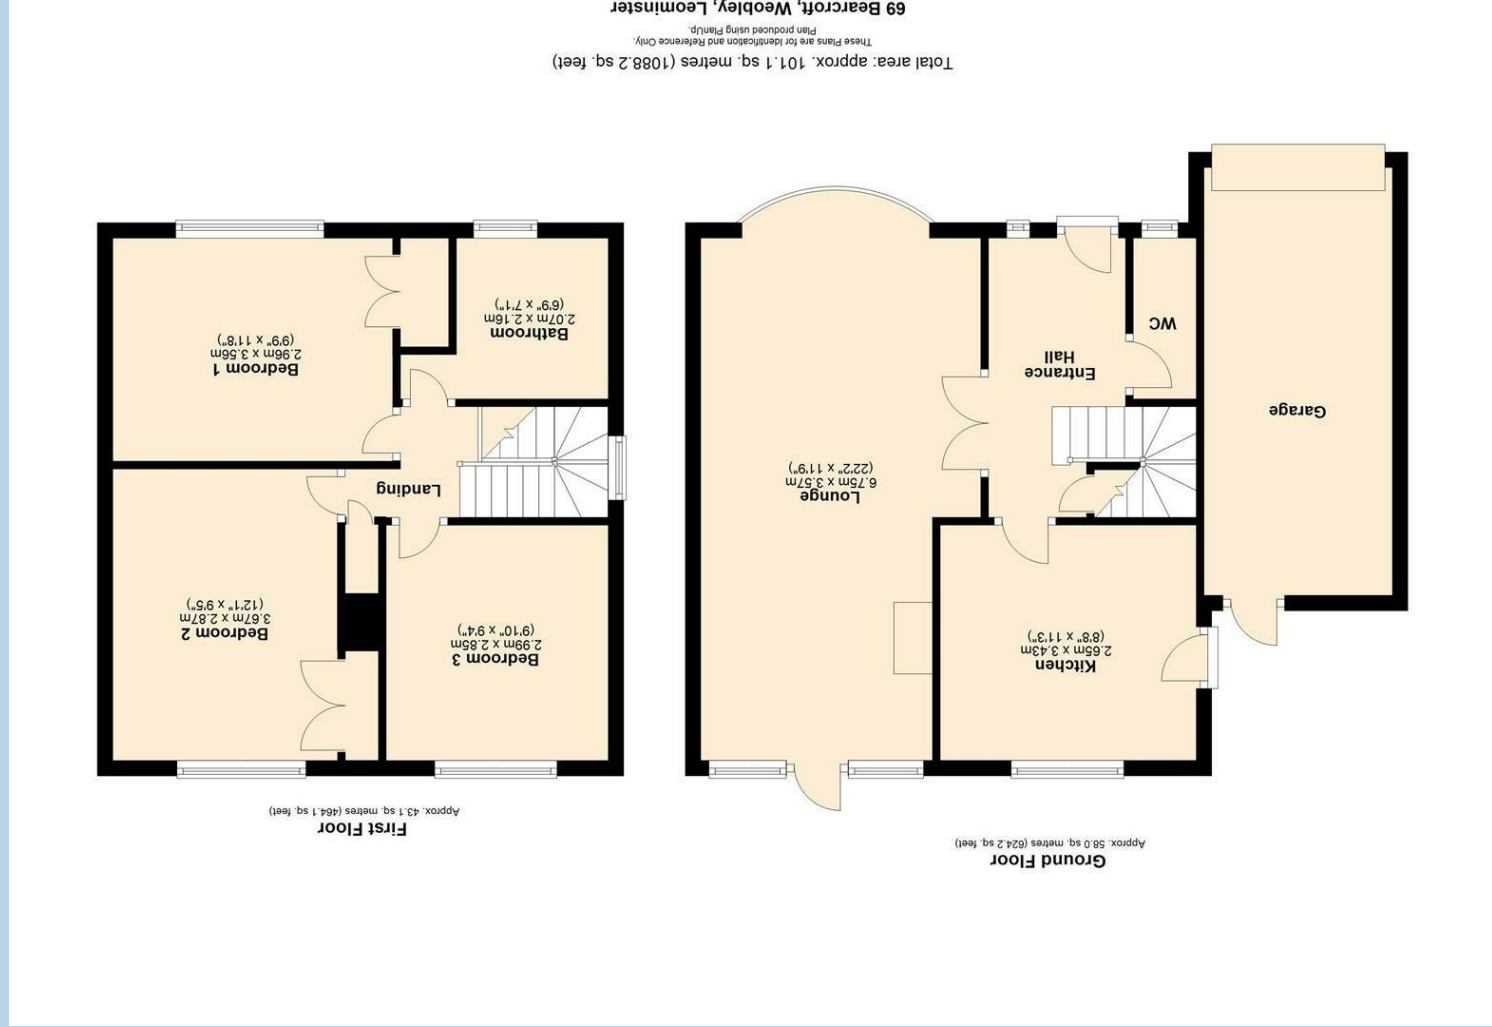 Ground Floor
Approx. 58.0 sq. metres (624.2 sq. feet)
Kitchen
2.65m x 3.43m
(8'8" x 11'3")
Lounge
6.75m x 3.57m
(22'2" x 11'9")
Garage
Entrance
Hall
WC
First Floor
Approx. 43.1 sq. metres (464.1 sq. feet)
Bedroom 3
2.99m x 2.85m
(9'10" x 9'4")
Bedroom 2
3.67m x 2.87m
(12'1" x 9'5")
Landing
Bathroom
2.07m x 2.16m
(6'9" x 7'1")
Bedroom 1
2.96m x 3.56m
(9'9" x 11'8")
Total area: approx. 101.1 sq. metres (1088.2 sq. feet)
These Plans are for Identification and Reference Only.
Plan produced using PlanUp.
69 Bearcroft, Weobley, Leominster